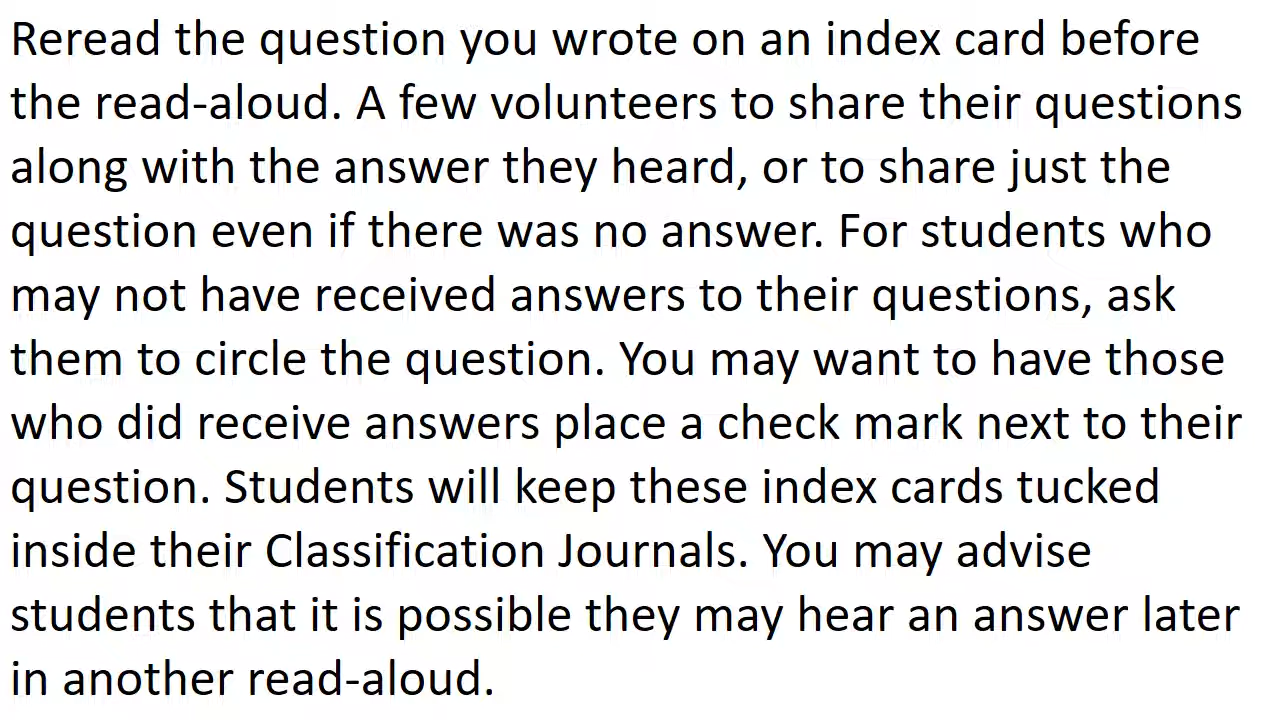 Reread the question you wrote on an index card before
the read-aloud. A few volunteers to share their questions
along with the answer they heard, or to share just the
question even if there was no answer. For students who
may not have received answers to their questions, ask
them to circle the question. You may want to have those
who did receive answers place a check mark next to their
question. Students will keep these index cards tucked
inside their Classification Journals. You may advise
students that it is possible they may hear an answer later
in another read-aloud.